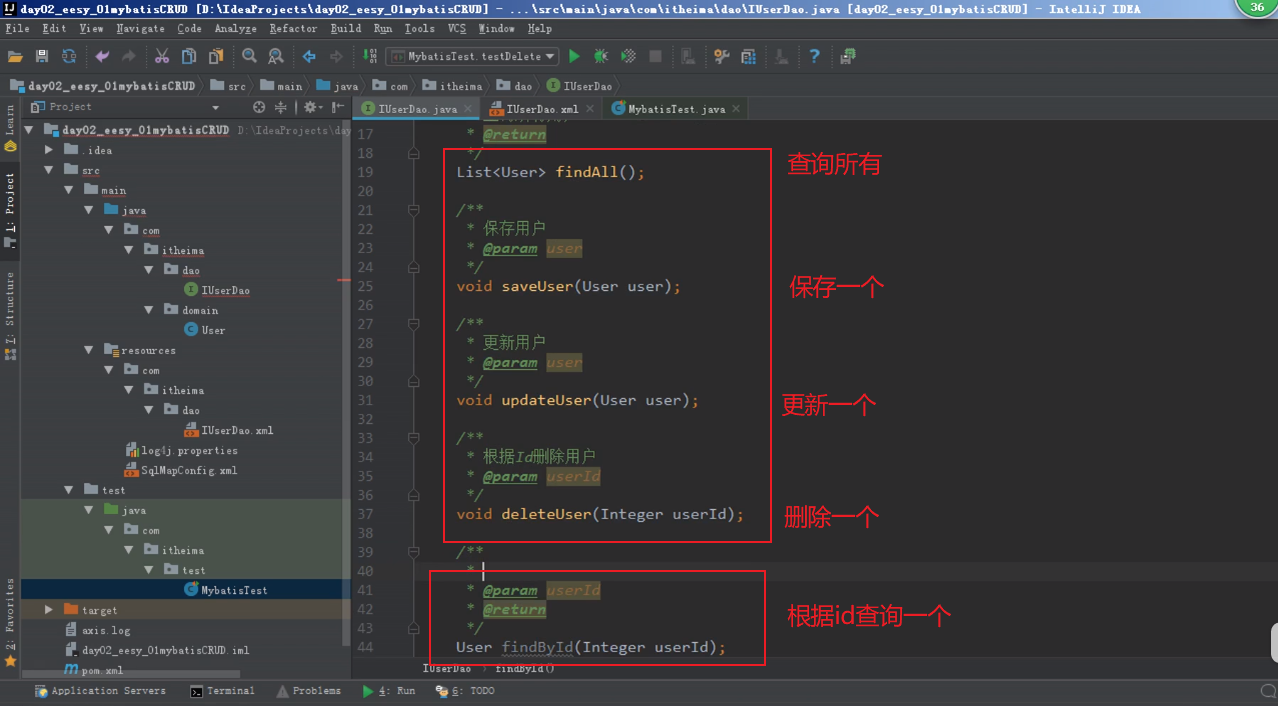 day02_eesy_01mybatisCRUD [D:\IdeaProjects\day02_eesy_01mybatisCRUD] - ...\src\main\java\com\itheima\dao\IUserDao.java [day02_eesy_01mybatisCRUD] - IntelliJ IDEA
36
File Edit View Navigate Code Analyze Refactor Build Run Tools VCS Window Help
MybatisTest.testDelete
day02_eesy_01mybatisCRUD src main java com itheima dao IUserDao
Project
IUserDao.java IUserDao.xml MybatisTest.java
Learn
1: Project
7: Structure
2: Favorites
day02_eesy_01mybatisCRUD D:\IdeaProjects\day
.idea
src
main
java
com
itheima
dao
IUserDao
domain
User
resources
com
itheima
dao
IUserDao.xml
log4j.properties
SqlMapConfig.xml
test
java
com
itheima
test
MybatisTest
target
axis.log
day02_eesy_01mybatisCRUD.iml
pom.xml
17 * @return
18 */
19 List<User> findAll();
20
21 /**
22 * 保存用户
23 * @param user
24 */
25 void saveUser(User user);
26
27 /**
28 * 更新用户
29 * @param user
30 */
31 void updateUser(User user);
32
33 /**
34 * 根据Id删除用户
35 * @param userId
36 */
37 void deleteUser(Integer userId);
38
39 /**
40 *
41 * @param userId
42 * @return
43 */
44 User findById(Integer userId);
查询所有
保存一个
更新一个
删除一个
根据id查询一个
IUserDao › findById()
Application Servers Terminal Problems 4: Run 6: TODO